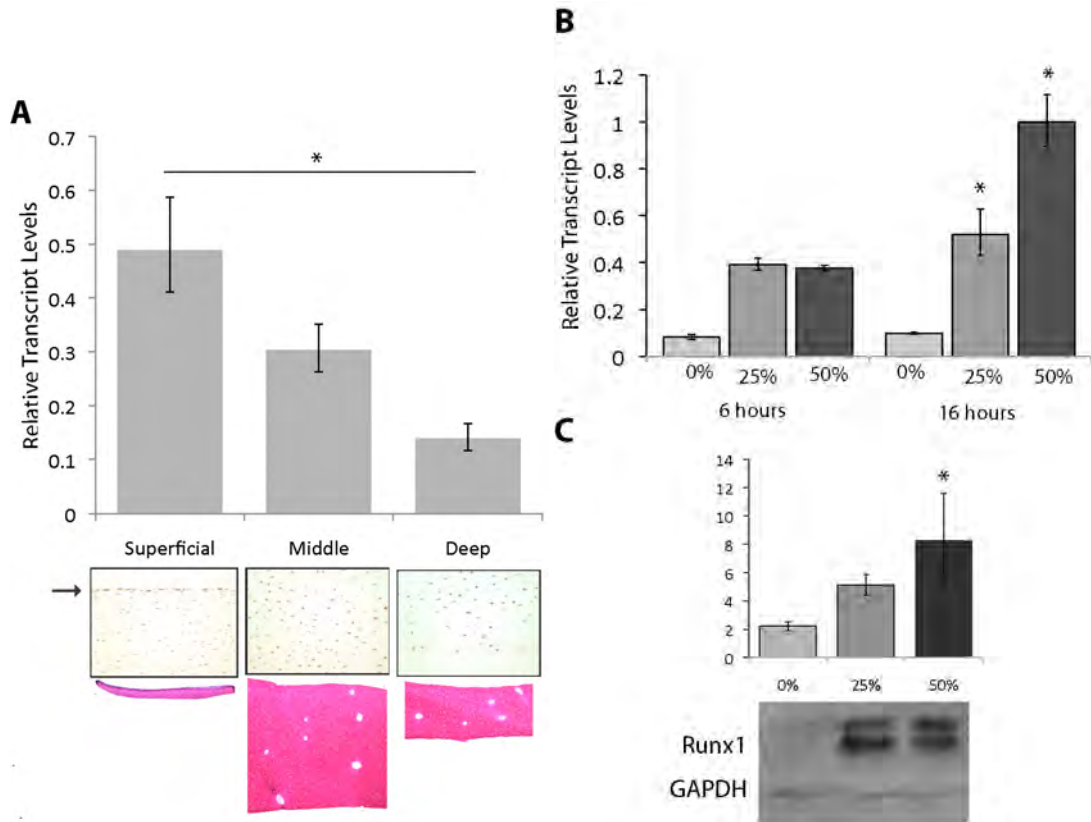 A
Relative Transcript Levels
0.7
0.6
0.5
0.4
0.3
0.2
0.1
0
*
Superficial Middle Deep
B
Relative Transcript Levels
1.2
1
0.8
0.6
0.4
0.2
0
*
*
0% 25% 50% 0% 25% 50%
6 hours 16 hours
C
14
12
10
8
6
4
2
0
*
0% 25% 50%
Runx1
GAPDH